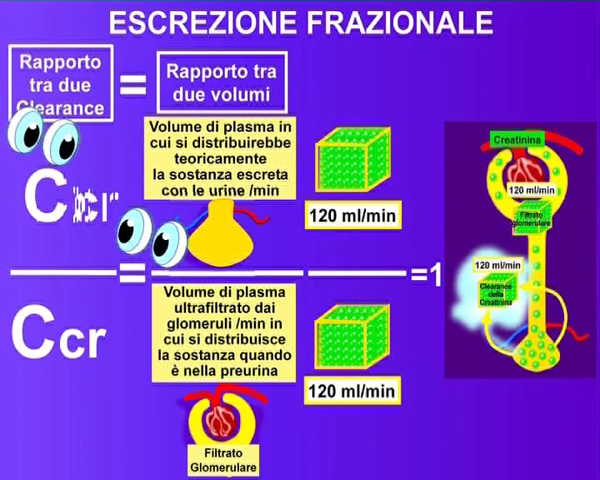 ESCREZIONE FRAZIONALE
Rapporto
tra due
Clearance
=
Rapporto tra
due volumi
Volume di plasma in
cui si distribuirebbe
teoricamente
la sostanza escreta
con le urine /min
120 ml/min
=
=1
Ccr
Volume di plasma
ultrafiltrato dai
glomeruli /min in
cui si distribuisce
la sostanza quando
è nella preurina
120 ml/min
Filtrato
Glomerulare
Creatinina
120 ml/min
Filtrato
Glomerulare
120 ml/min
Clearance
della
Creatinina